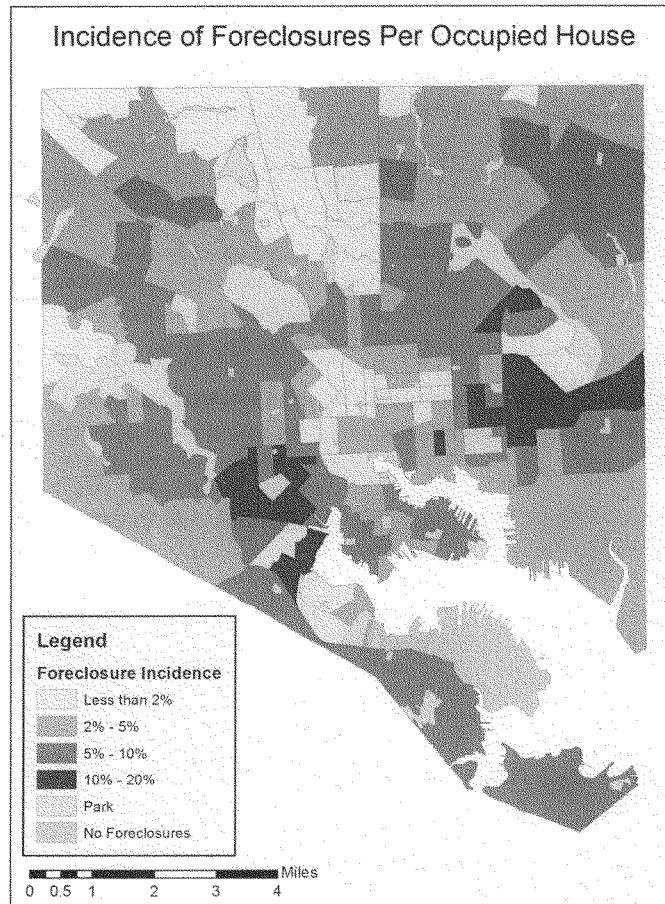 Incidence of Foreclosures Per Occupied House
Legend
Foreclosure Incidence
Less than 2%
2% - 5%
5% - 10%
10% - 20%
Park
No Foreclosures
Miles
0 0.5 1 2 3 4